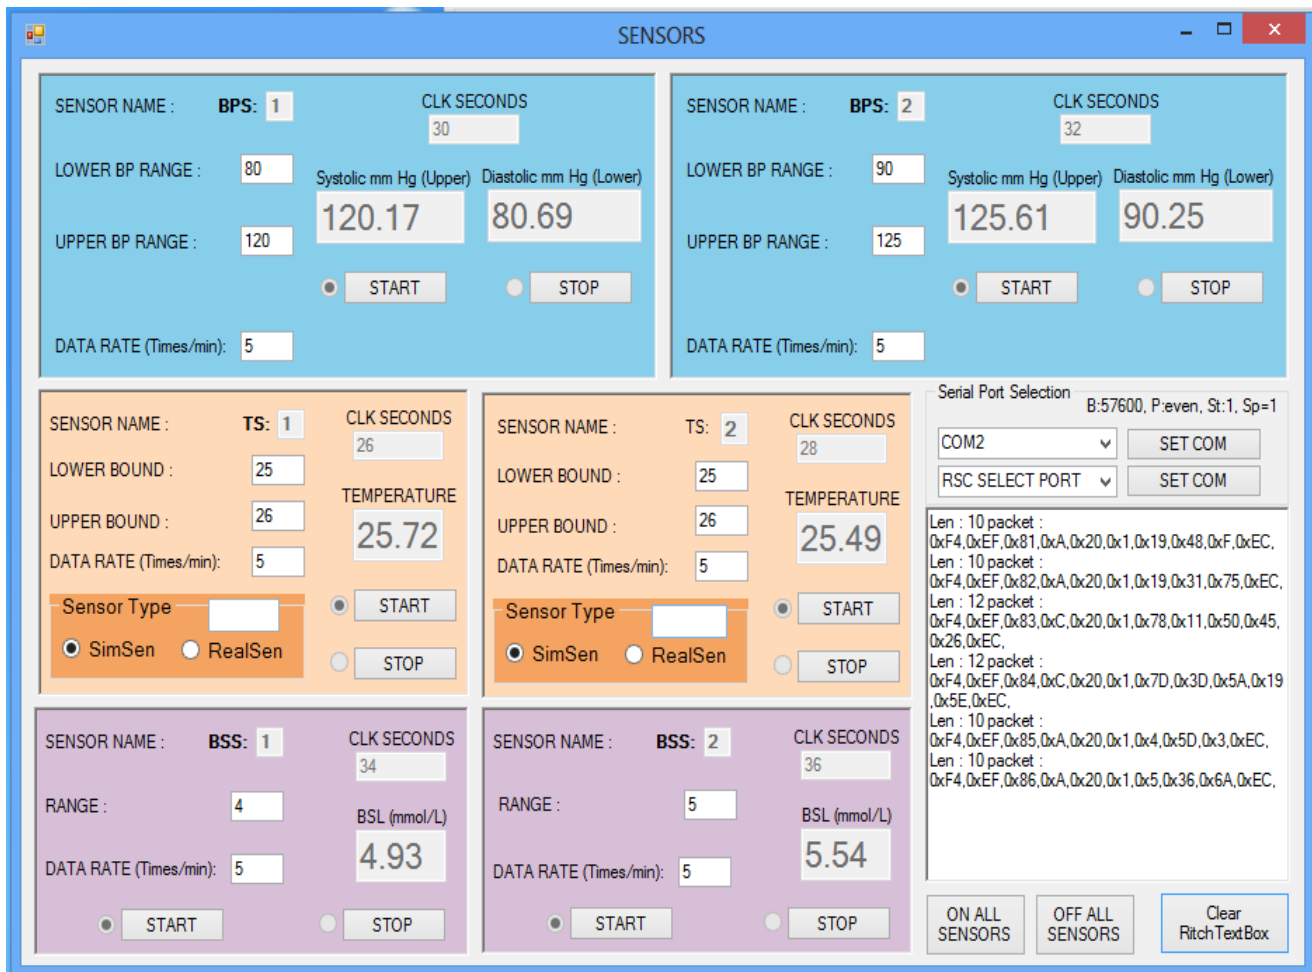 SENSORS
SENSOR NAME : BPS: 1
CLK SECONDS
30
LOWER BP RANGE : 80
Systolic mm Hg (Upper) Diastolic mm Hg (Lower)
120.17 80.69
UPPER BP RANGE : 120
START STOP
DATA RATE (Times/min): 5
SENSOR NAME : BPS: 2
CLK SECONDS
32
LOWER BP RANGE : 90
Systolic mm Hg (Upper) Diastolic mm Hg (Lower)
125.61 90.25
UPPER BP RANGE : 125
START STOP
DATA RATE (Times/min): 5
SENSOR NAME : TS: 1
CLK SECONDS
26
LOWER BOUND : 25
TEMPERATURE
25.72
UPPER BOUND : 26
DATA RATE (Times/min): 5
Sensor Type
SimSen RealSen
START
STOP
SENSOR NAME : TS: 2
CLK SECONDS
28
LOWER BOUND : 25
TEMPERATURE
25.49
UPPER BOUND : 26
DATA RATE (Times/min): 5
Sensor Type
SimSen RealSen
START
STOP
Serial Port Selection
B:57600, P:even, St:1, Sp=1
COM2 SET COM
RSC SELECT PORT SET COM
Len : 10 packet :
0xF4,0xEF,0x81,0xA,0x20,0x1,0x19,0x48,0xF,0xEC,
Len : 10 packet :
0xF4,0xEF,0x82,0xA,0x20,0x1,0x19,0x31,0x75,0xEC,
Len : 12 packet :
0xF4,0xEF,0x83,0xC,0x20,0x1,0x78,0x11,0x50,0x45,
0x26,0xEC,
Len : 12 packet :
0xF4,0xEF,0x84,0xC,0x20,0x1,0x7D,0x3D,0x5A,0x19
,0x5E,0xEC,
Len : 10 packet :
0xF4,0xEF,0x85,0xA,0x20,0x1,0x4,0x5D,0x3,0xEC,
Len : 10 packet :
0xF4,0xEF,0x86,0xA,0x20,0x1,0x5,0x36,0x6A,0xEC,
SENSOR NAME : BSS: 1
CLK SECONDS
34
RANGE : 4
BSL (mmol/L)
4.93
DATA RATE (Times/min): 5
START STOP
SENSOR NAME : BSS: 2
CLK SECONDS
36
RANGE : 5
BSL (mmol/L)
5.54
DATA RATE (Times/min): 5
START STOP
ON ALL
SENSORS
OFF ALL
SENSORS
Clear
RitchTextBox